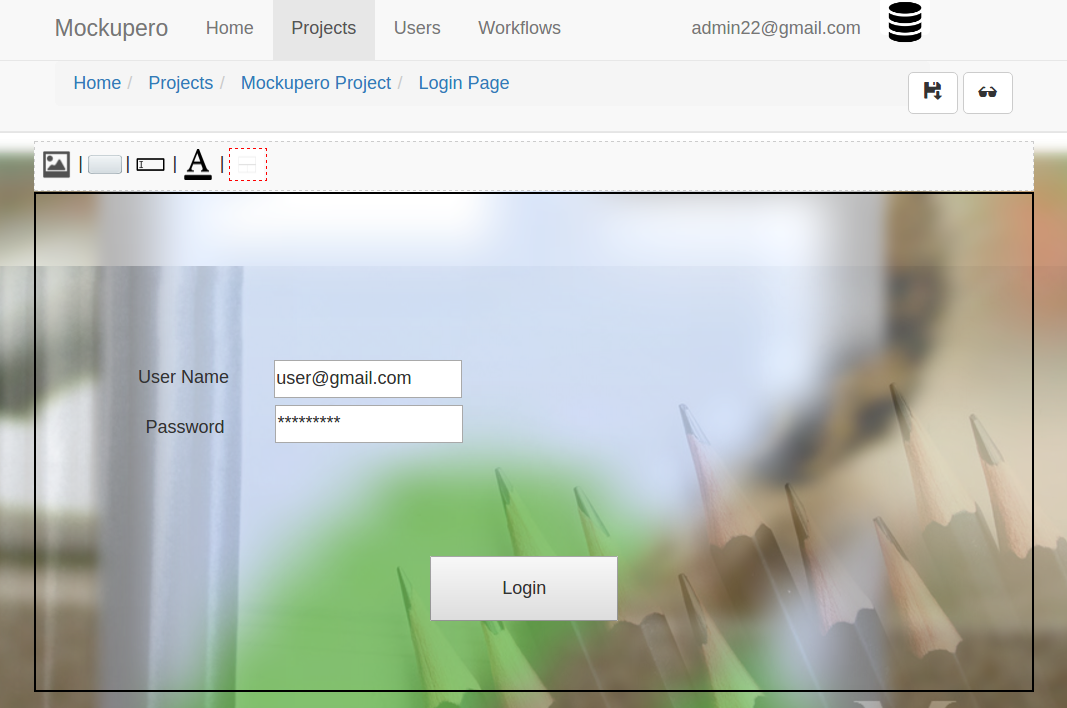 Mockupero Home Projects Users Workflows admin22@gmail.com
Home / Projects / Mockupero Project / Login Page
| | | A |
User Name user@gmail.com
Password *********
Login